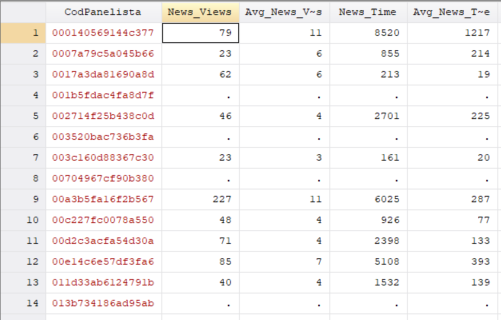 CodPanelista News_Views Avg_News_V~s News_Time Avg_News_T~e
1 000140569144c377 79 11 8520 1217
2 0007a79c5a045b66 23 6 855 214
3 0017a3da81690a8d 62 6 213 19
4 001b5fdac4fa8d7f . . . .
5 002714f25b438c0d 46 4 2701 225
6 003520bac736b3fa . . . .
7 003c160d88367c30 23 3 161 20
8 00704967cf90b380 . . . .
9 00a3b5fa16f2b567 227 11 6025 287
10 00c227fc0078a550 48 4 926 77
11 00d2c3acfa54d30a 71 4 2398 133
12 00e14c6e57df3fa6 85 7 5108 393
13 011d33ab6124791b 40 4 1532 139
14 013b734186ad95ab . . . .